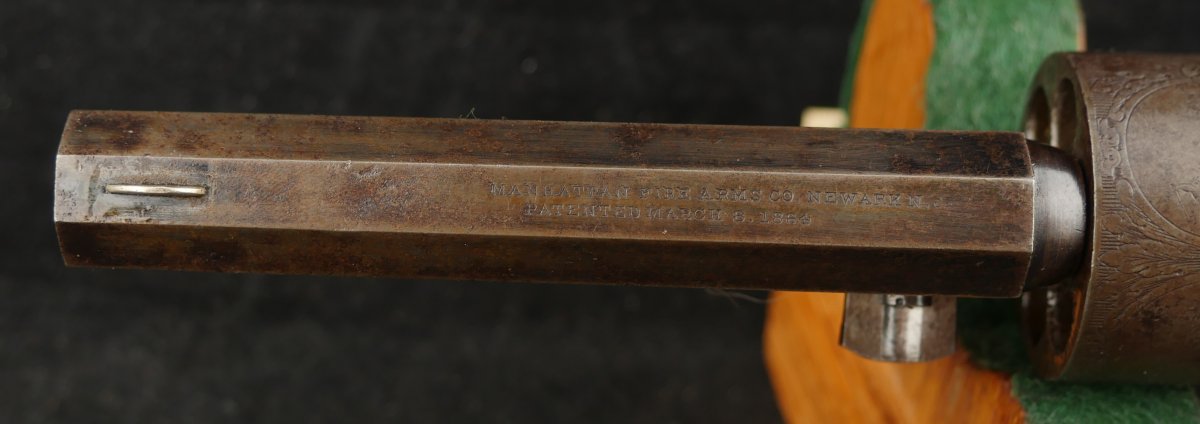 MANHATTAN FIRE ARMS CO. NEWARK N.J.
PATENTED MARCH 8, 1864